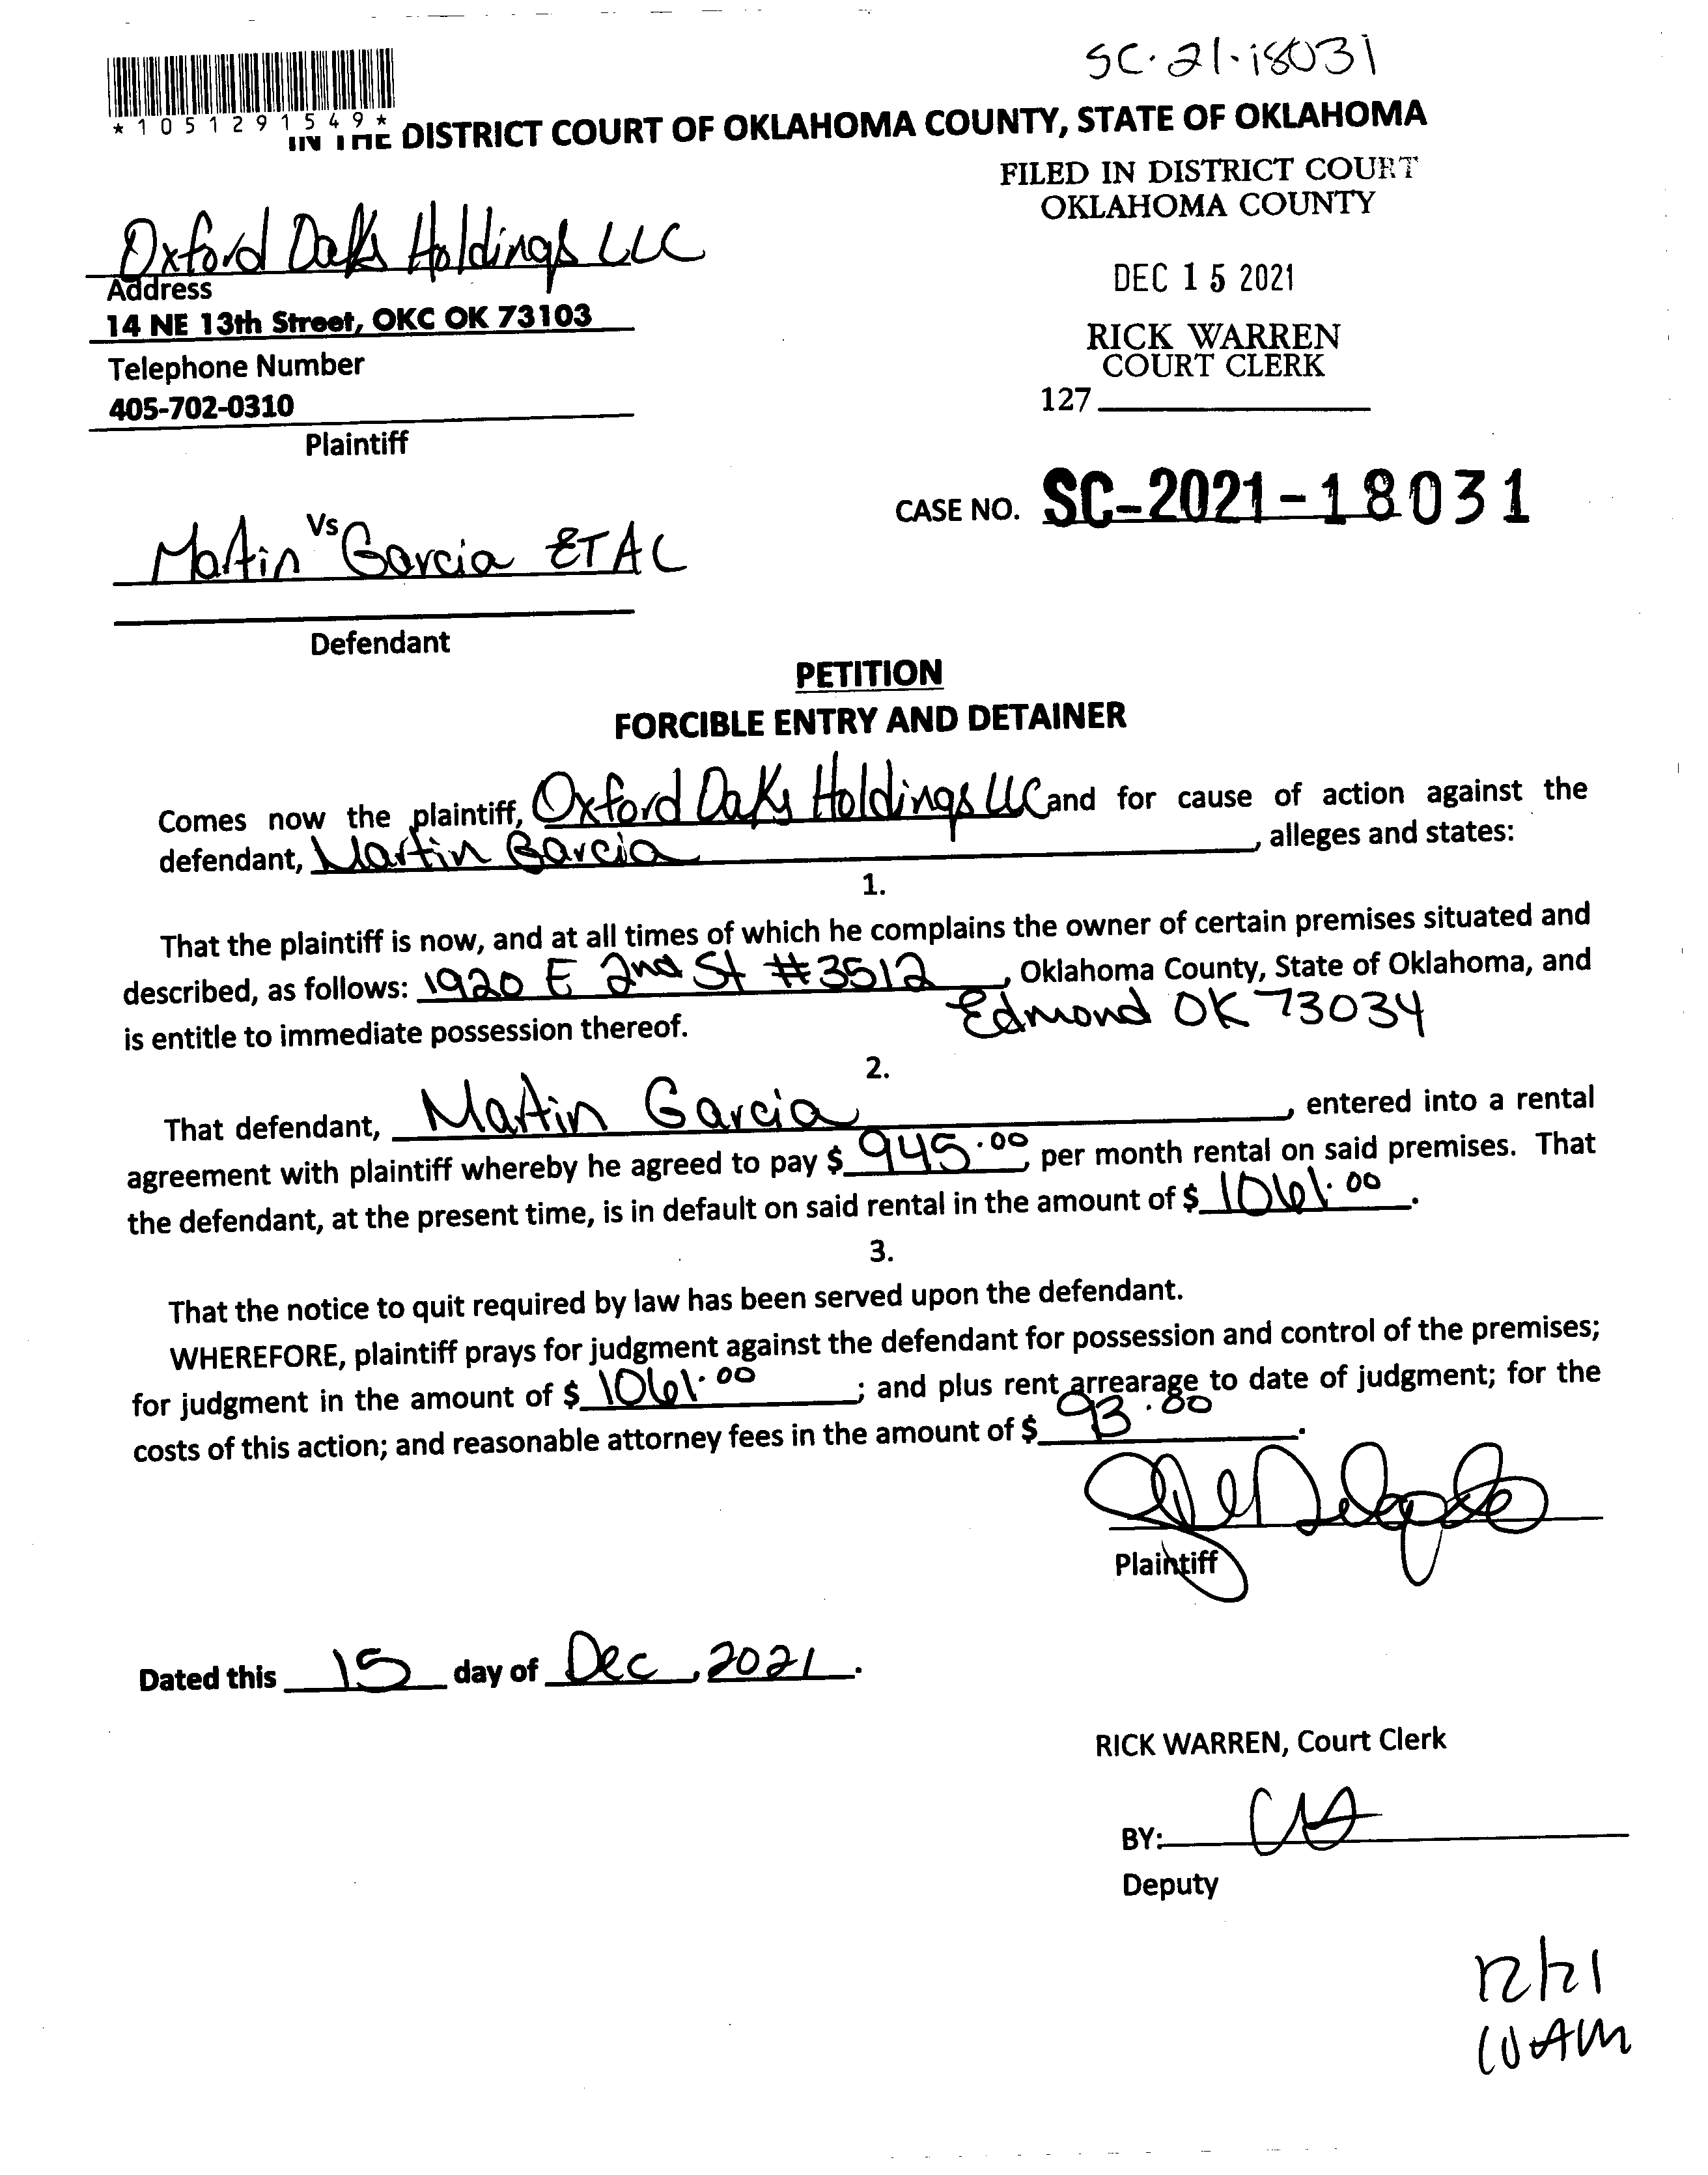 SC·21·18031
*1051291549*
IN THE DISTRICT COURT OF OKLAHOMA COUNTY, STATE OF OKLAHOMA
FILED IN DISTRICT COURT
OKLAHOMA COUNTY
Oxford Oaks Holdings LLC
Address
14 NE 13th Street, OKC OK 73103
Telephone Number
405-702-0310
Plaintiff
DEC 15 2021
RICK WARREN
COURT CLERK
127
Vs
Martin Garcia ETAL
Defendant
CASE NO. SC-2021-18031
PETITION
FORCIBLE ENTRY AND DETAINER
Comes now the plaintiff, Oxford Oaks Holdings LLC and for cause of action against the
defendant, Martin Garcia, alleges and states:
1.
That the plaintiff is now, and at all times of which he complains the owner of certain premises situated and
described, as follows: 1920 E 2nd St #3512, Oklahoma County, State of Oklahoma, and
Edmond OK 73034
is entitle to immediate possession thereof.
2.
That defendant, Martin Garcia, entered into a rental
agreement with plaintiff whereby he agreed to pay $ 945.00 per month rental on said premises. That
the defendant, at the present time, is in default on said rental in the amount of $ 1061.00.
3.
That the notice to quit required by law has been served upon the defendant.
WHEREFORE, plaintiff prays for judgment against the defendant for possession and control of the premises;
for judgment in the amount of $ 1061.00; and plus rent arrearage to date of judgment; for the
costs of this action; and reasonable attorney fees in the amount of $ 93.00.
Plaintiff
Dated this 15 day of Dec, 2021.
RICK WARREN, Court Clerk
BY:
Deputy
12/21
10AM